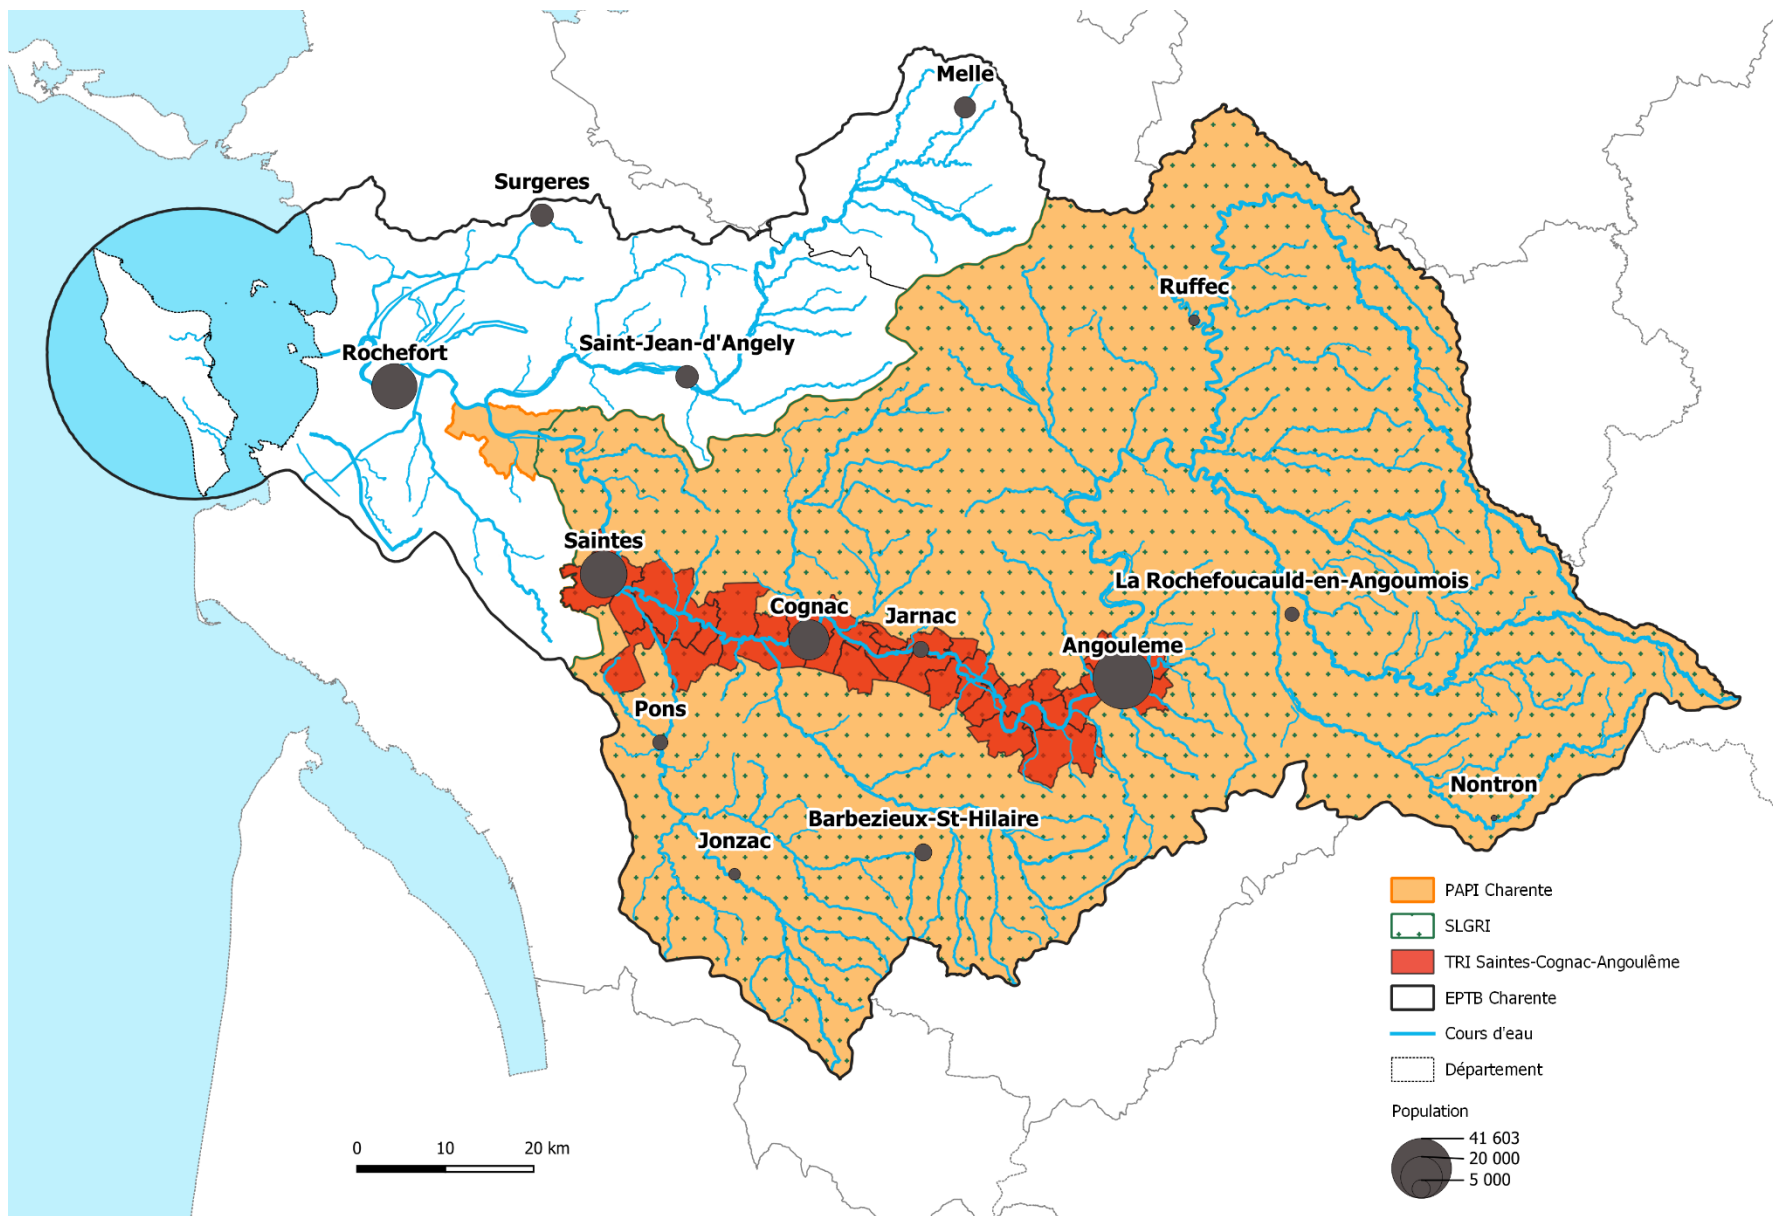 Melle
Surgeres
Ruffec
Saint-Jean-d'Angely
Rochefort
Saintes
La Rochefoucauld-en-Angoumois
Cognac
Jarnac
Angouleme
Pons
Nontron
Barbezieux-St-Hilaire
Jonzac
PAPI Charente
SLGRI
TRI Saintes-Cognac-Angoulême
EPTB Charente
Cours d'eau
Département
Population
41 603
20 000
5 000
0 10 20 km